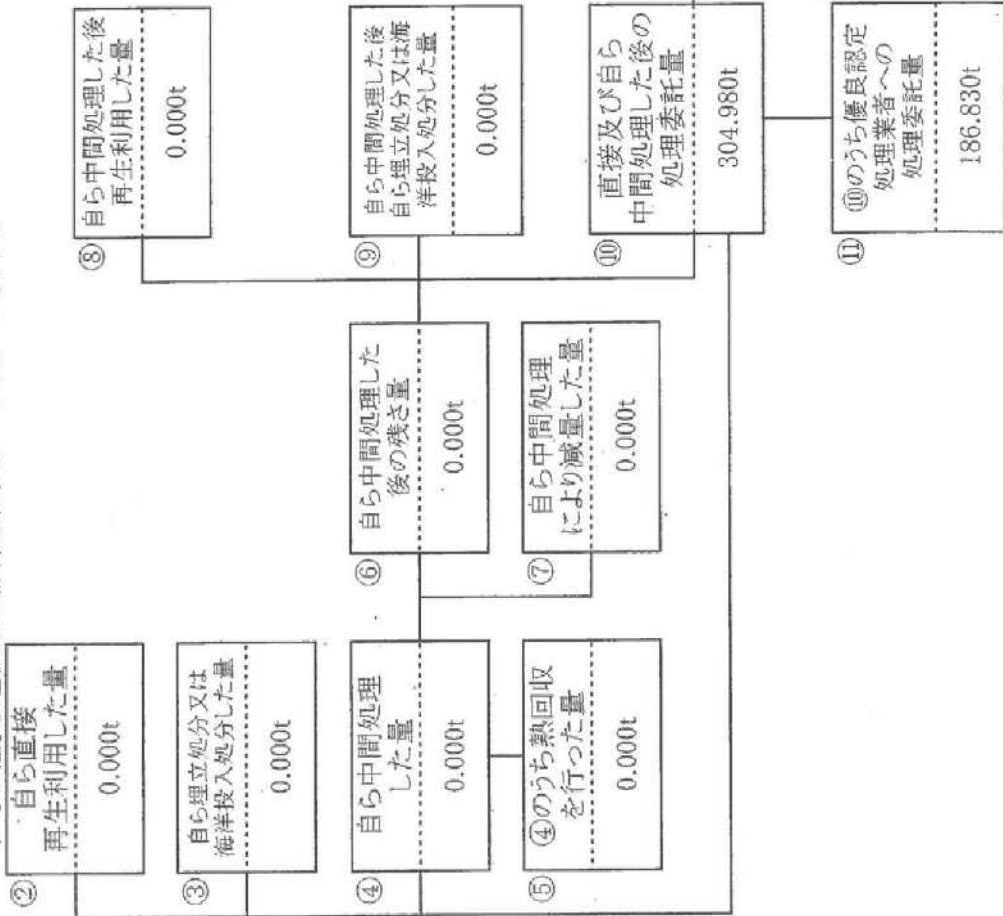 ②
自ら直接
再生利用した量
0.000t
③
自ら埋立処分又は
海洋投入処分した量
0.000t
④
自ら中間処理
した量
0.000t
⑤
④のうち熱回収
を行った量
0.000t
⑥
自ら中間処理した
後の残さ量
0.000t
⑦
自ら中間処理
により減量した量
0.000t
⑧
自ら中間処理した後
再生利用した量
0.000t
⑨
自ら中間処理した後
自ら埋立処分又は海
洋投入処分した量
0.000t
⑩
直接及び自ら
中間処理した後の
処理委託量
304.980t
⑪
⑩のうち優良認定
処理業者への
処理委託量
186.830t